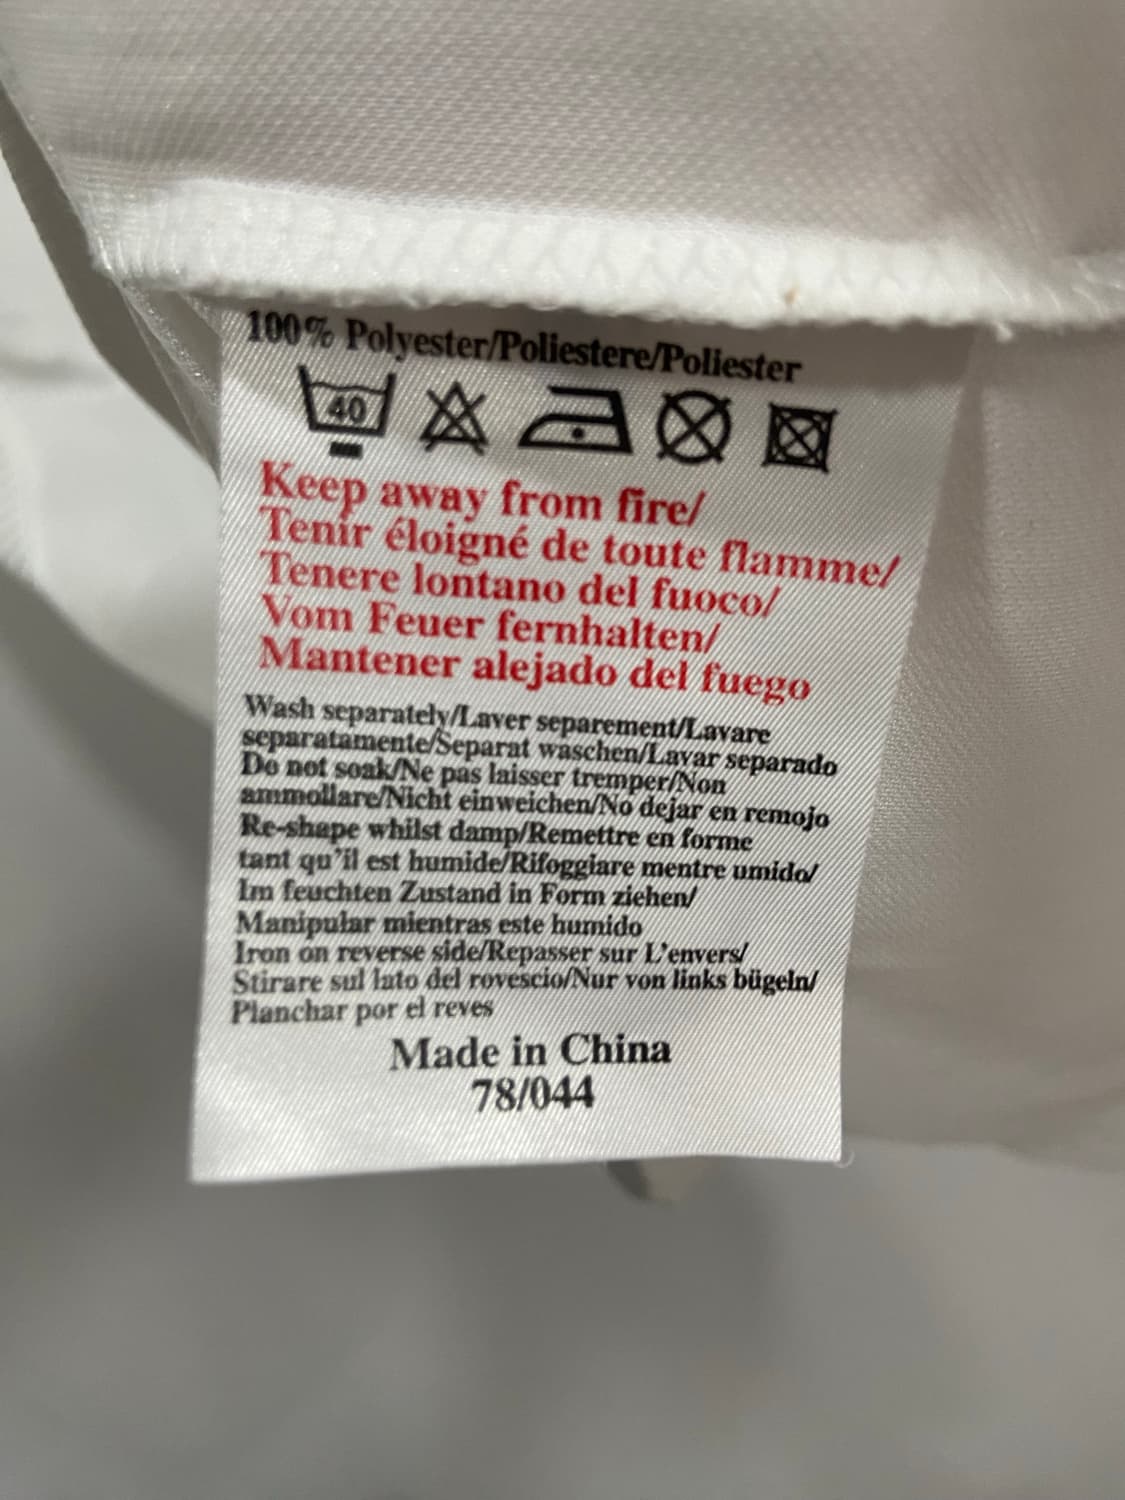 100% Polyester/Poliestere/Poliester
40
Keep away from fire/
Tenir éloigné de toute flamme/
Tenere lontano del fuoco/
Vom Feuer fernhalten/
Mantener alejado del fuego
Wash separately/Laver separement/Lavare
separatamente/Separat waschen/Lavar separado
Do not soak/Ne pas laisser tremper/Non
ammollare/Nicht einweichen/No dejar en remojo
Re-shape whilst damp/Remettre en forme
tant qu'il est humide/Rifoggiare mentre umido/
Im feuchten Zustand in Form ziehen/
Manipular mientras este humido
Iron on reverse side/Repasser sur L'envers/
Stirare sul lato del rovescio/Nur von links bügeln/
Planchar por el reves
Made in China
78/044